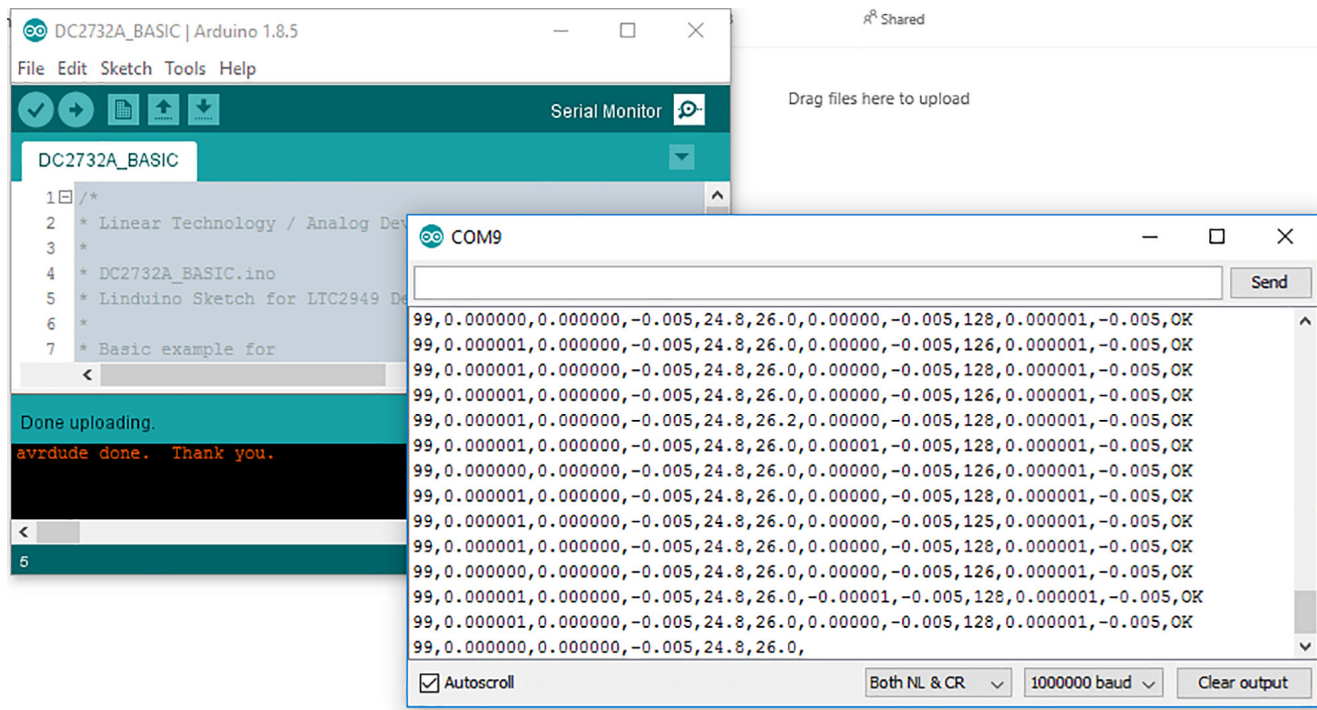 DC2732A_BASIC | Arduino 1.8.5
Shared
File Edit Sketch Tools Help
Drag files here to upload
Serial Monitor
DC2732A_BASIC
1 /*
2 * Linear Technology / Analog
3 *
4 * DC2732A_BASIC.ino
5 * Linduino Sketch for LTC2949
6 *
7 * Basic example for
Done uploading.
avrdude done. Thank you.
5
COM9
Send
99,0.000000,0.000000,-0.005,24.8,26.0,0.00000,-0.005,128,0.000001,-0.005,OK
99,0.000001,0.000000,-0.005,24.8,26.0,0.00000,-0.005,126,0.000001,-0.005,OK
99,0.000001,0.000000,-0.005,24.8,26.0,0.00000,-0.005,128,0.000001,-0.005,OK
99,0.000001,0.000000,-0.005,24.8,26.0,0.00000,-0.005,126,0.000001,-0.005,OK
99,0.000001,0.000000,-0.005,24.8,26.2,0.00000,-0.005,128,0.000001,-0.005,OK
99,0.000001,0.000000,-0.005,24.8,26.0,0.00001,-0.005,128,0.000001,-0.005,OK
99,0.000000,0.000000,-0.005,24.8,26.0,0.00000,-0.005,126,0.000001,-0.005,OK
99,0.000001,0.000000,-0.005,24.8,26.0,0.00000,-0.005,128,0.000001,-0.005,OK
99,0.000001,0.000000,-0.005,24.8,26.0,0.00000,-0.005,125,0.000001,-0.005,OK
99,0.000001,0.000000,-0.005,24.8,26.0,0.00000,-0.005,128,0.000001,-0.005,OK
99,0.000000,0.000000,-0.005,24.8,26.0,0.00000,-0.005,126,0.000001,-0.005,OK
99,0.000001,0.000000,-0.005,24.8,26.0,-0.00001,-0.005,128,0.000001,-0.005,OK
99,0.000001,0.000000,-0.005,24.8,26.0,0.00000,-0.005,128,0.000001,-0.005,OK
99,0.000000,0.000000,-0.005,24.8,26.0,
Autoscroll
Both NL & CR
1000000 baud
Clear output